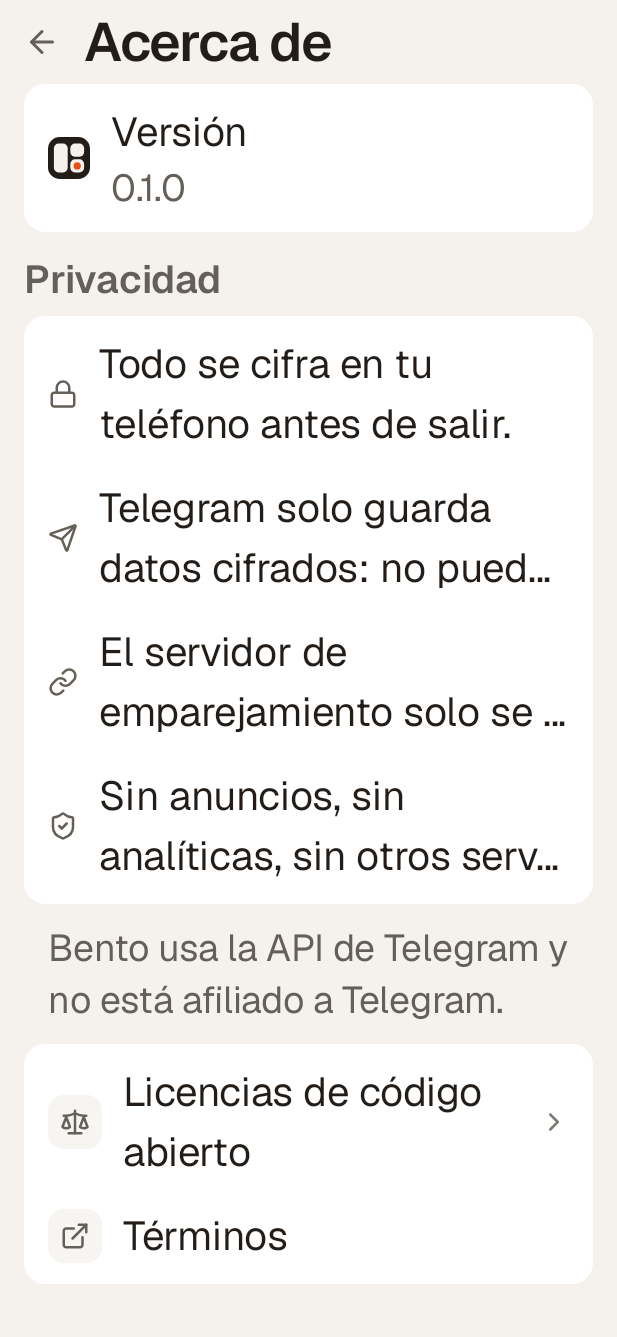 Acerca de
Versión
0.1.0
Privacidad
Todo se cifra en tu
teléfono antes de salir.
Telegram solo guarda
datos cifrados: no pued...
El servidor de
emparejamiento solo se ...
Sin anuncios, sin
analíticas, sin otros serv...
Bento usa la API de Telegram y
no está afiliado a Telegram.
Licencias de código
abierto
Términos